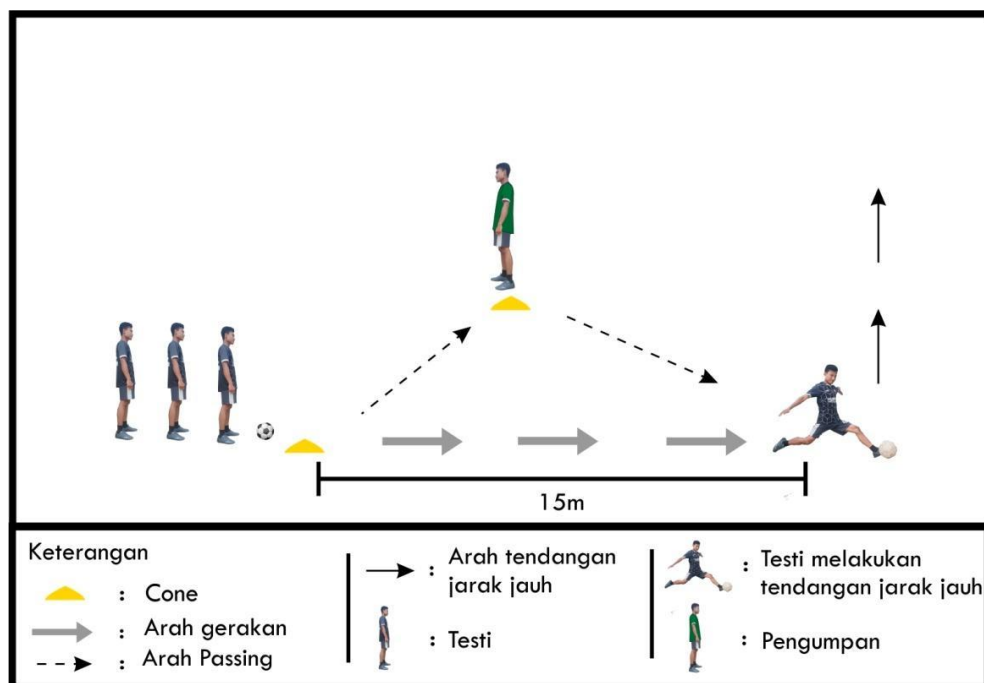 15m
Keterangan
: Cone
: Arah gerakan
: Arah Passing
: Arah tendangan
jarak jauh
: Testi
: Testi melakukan
tendangan jarak jauh
: Pengumpan